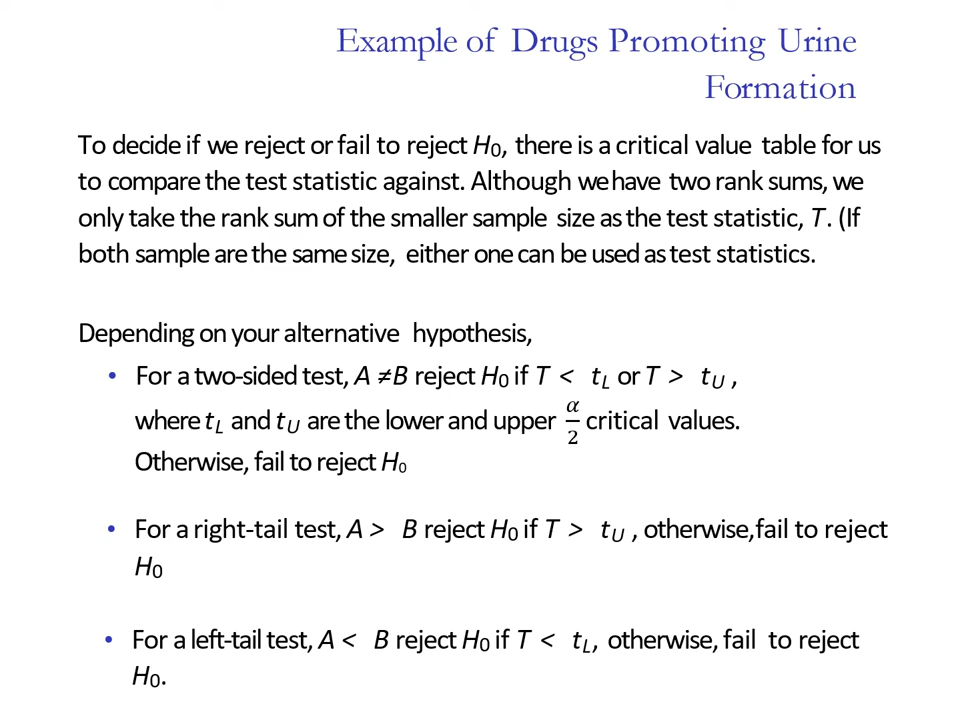 Example of Drugs Promoting Urine
Formation
To decide if we reject or fail to reject H0, there is a critical value table for us
to compare the test statistic against. Although we have two rank sums, we
only take the rank sum of the smaller sample size as the test statistic, T. (If
both sample are the same size, either one can be used as test statistics.
Depending on your alternative hypothesis,
• For a two-sided test, A ≠B reject H0 if T < tL or T > tU ,
where tL and tU are the lower and upper α/2 critical values.
Otherwise, fail to reject H0
• For a right-tail test, A > B reject H0 if T > tU , otherwise,fail to reject
H0
• For a left-tail test, A < B reject H0 if T < tL, otherwise, fail to reject
H0.